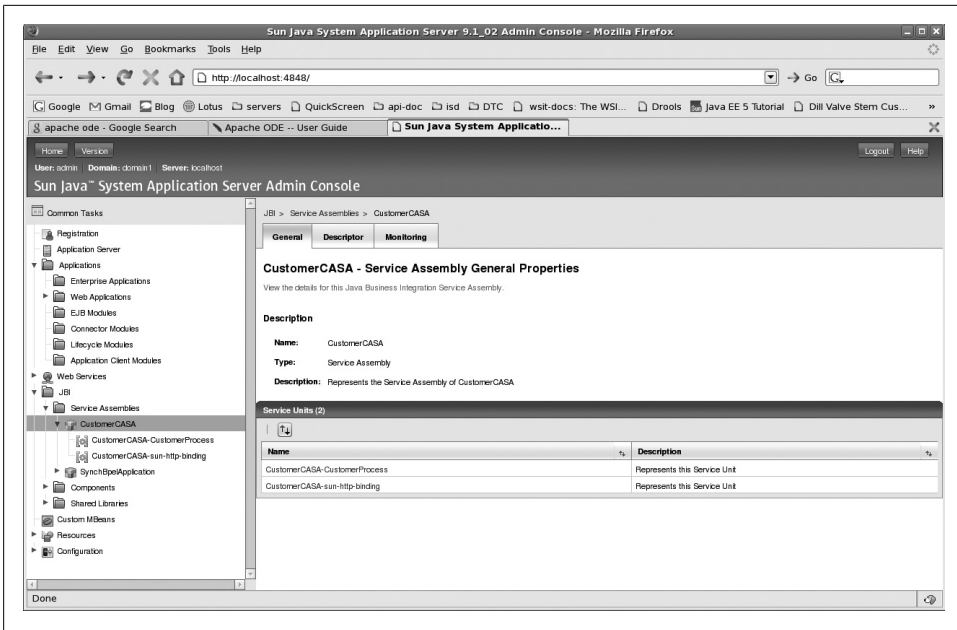 Sun Java System Application Server 9.1_02 Admin Console - Mozilla Firefox
File Edit View Go Bookmarks Tools Help
http://localhost:4848/ Go
Google Gmail Blog Lotus servers QuickScreen api-doc isd DTC wsit-docs: The WSI... Drools Java EE 5 Tutorial Dill Valve Stem Cus... »
apache ode - Google Search Apache ODE -- User Guide Sun Java System Applicatio...
Home Version Logout Help
User: admin Domain: domain1 Server: localhost
Sun Java™ System Application Server Admin Console
Common Tasks
Registration
Application Server
Applications
Enterprise Applications
Web Applications
EJB Modules
Connector Modules
Lifecycle Modules
Application Client Modules
Web Services
JBI
Service Assemblies
CustomerCASA
CustomerCASA-CustomerProcess
CustomerCASA-sun-http-binding
SynchBpelApplication
Components
Shared Libraries
Custom MBeans
Resources
Configuration
JBI > Service Assemblies > CustomerCASA
General Descriptor Monitoring
CustomerCASA - Service Assembly General Properties
View the details for this Java Business Integration Service Assembly.
Description
Name: CustomerCASA
Type: Service Assembly
Description: Represents the Service Assembly of CustomerCASA
Service Units (2)
Name Description
CustomerCASA-CustomerProcess Represents this Service Unit
CustomerCASA-sun-http-binding Represents this Service Unit
Done